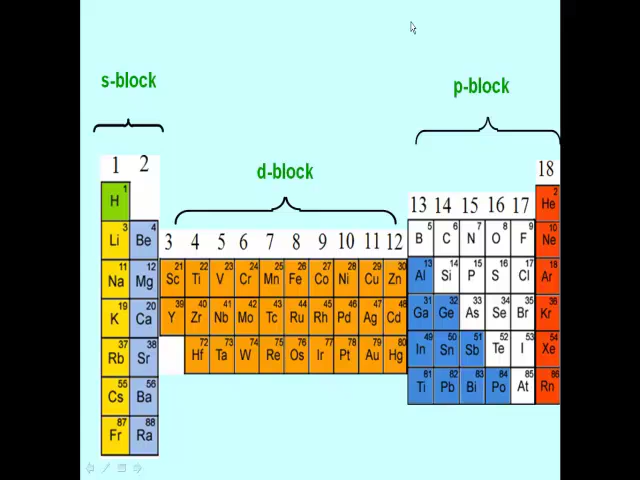 s-block
p-block
d-block
1 2
18
H 1
He 2
13 14 15 16 17
Li 3 Be 4
B 5 C 6 N 7 O 8 F 9 Ne 10
3 4 5 6 7 8 9 10 11 12
Na 11 Mg 12
Al 13 Si 14 P 15 S 16 Cl 17 Ar 18
K 19 Ca 20 Sc 21 Ti 22 V 23 Cr 24 Mn 25 Fe 26 Co 27 Ni 28 Cu 29 Zn 30 Ga 31 Ge 32 As 33 Se 34 Br 35 Kr 36
Rb 37 Sr 38 Y 39 Zr 40 Nb 41 Mo 42 Tc 43 Ru 44 Rh 45 Pd 46 Ag 47 Cd 48 In 49 Sn 50 Sb 51 Te 52 I 53 Xe 54
Cs 55 Ba 56 Hf 72 Ta 73 W 74 Re 75 Os 76 Ir 77 Pt 78 Au 79 Hg 80 Ti 81 Pb 82 Bi 83 Po 84 At 85 Rn 86
Fr 87 Ra 88